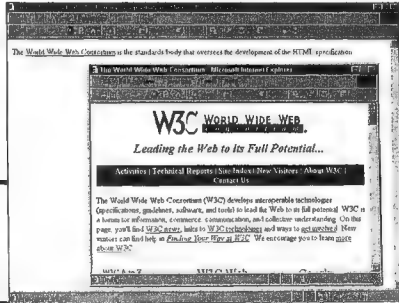 The World Wide Web Consortium is the standards body that oversees the development of the HTML specification
The World Wide Web Consortium - Microsoft Internet Explorer
W3C WORLD WIDE WEB
consortium
Leading the Web to its Full Potential...
Activities | Technical Reports | Site Index | New Visitors | About W3C |
Contact Us
The World Wide Web Consortium (W3C) develops interoperable technologies
(specifications, guidelines, software, and tools) to lead the Web to its full potential. W3C is
a forum for information, commerce, communication, and collective understanding. On this
page, you'll find W3C news, links to W3C technologies and ways to get involved. New
visitors can find help in Finding Your Way at W3C. We encourage you to learn more
about W3C
W3C A to Z